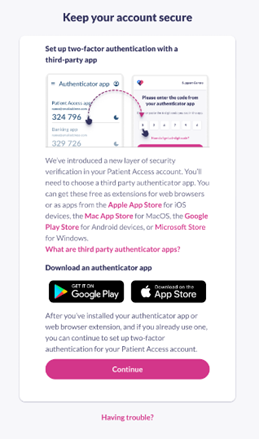 Keep your account secure
Set up two-factor authentication with a
third-party app
Authenticator app
Patient Access app
324 796
Banking app
329 796
Please enter the code from
your authenticator app
We've introduced a new layer of security
verification in your Patient Access account. You'll
need to choose a third party authenticator app. You
can get these free as extensions for web browsers
or as apps from the Apple App Store for iOS
devices, the Mac App Store for MacOS, the Google
Play Store for Android devices, or Microsoft Store
for Windows.
What are third party authenticator apps?
Download an authenticator app
GET IT ON
Google Play
Download on the
App Store
After you've installed your authenticator app or
web browser extension, and if you already use one,
you can continue to set up two-factor
authentication for your Patient Access account.
Continue
Having trouble?